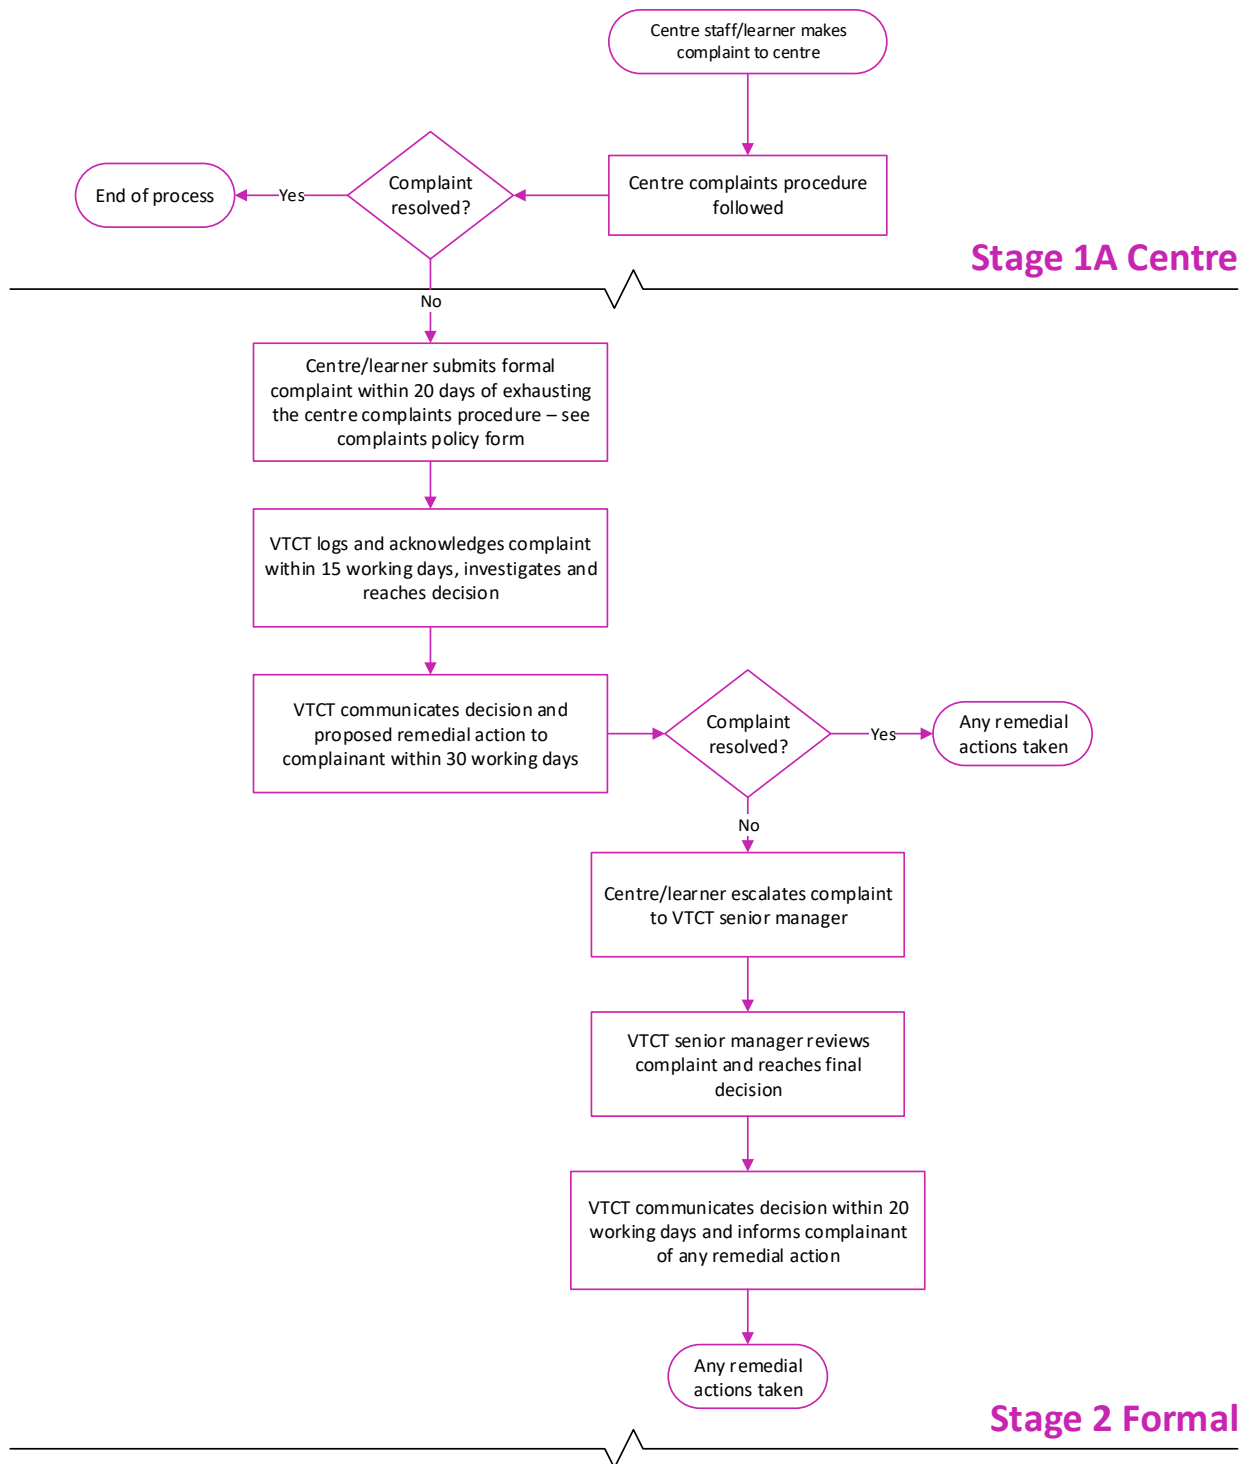 Centre staff/learner makes
complaint to centre
Centre complaints procedure
followed
Complaint
resolved?
Yes
End of process
Stage 1A Centre
No
Centre/learner submits formal
complaint within 20 days of exhausting
the centre complaints procedure – see
complaints policy form
VTCT logs and acknowledges complaint
within 15 working days, investigates and
reaches decision
VTCT communicates decision and
proposed remedial action to
complainant within 30 working days
Complaint
resolved?
Yes
Any remedial
actions taken
No
Centre/learner escalates complaint
to VTCT senior manager
VTCT senior manager reviews
complaint and reaches final
decision
VTCT communicates decision within 20
working days and informs complainant
of any remedial action
Any remedial
actions taken
Stage 2 Formal